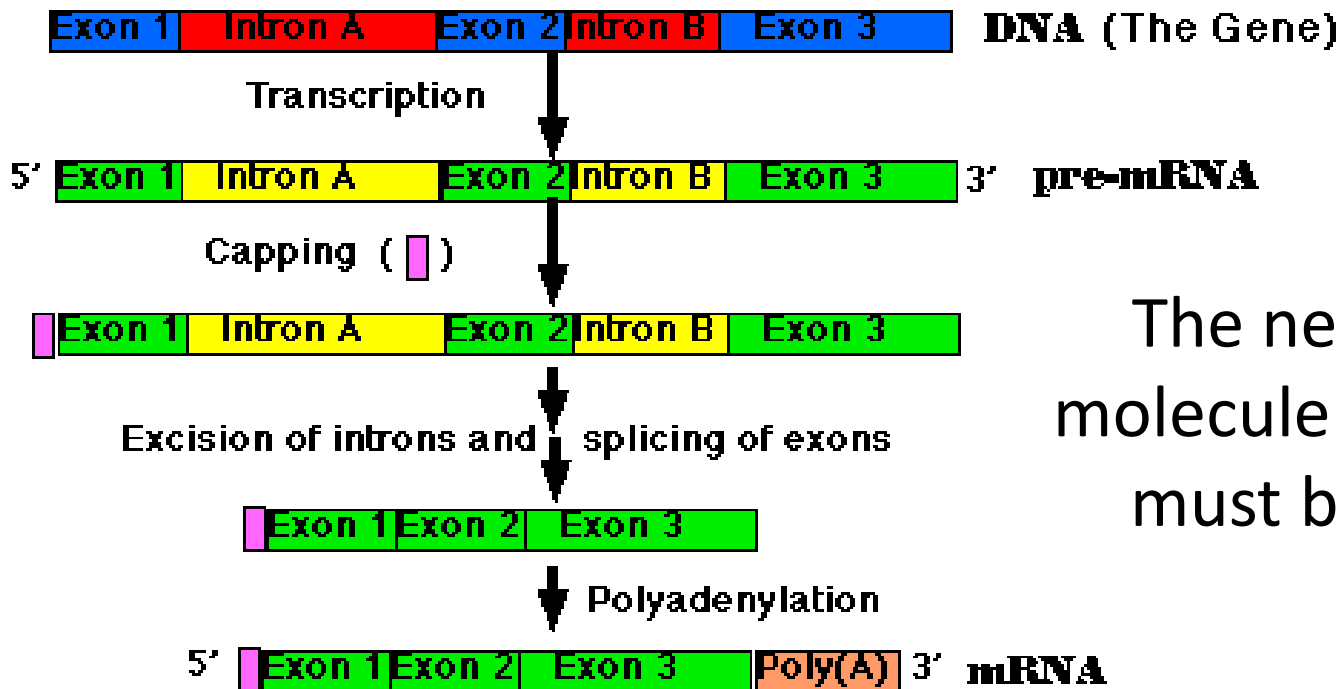 Exon 1 Intron A Exon 2 Intron B Exon 3 DNA (The Gene)
Transcription
5′ Exon 1 Intron A Exon 2 Intron B Exon 3 3′ pre-mRNA
Capping ( )
Exon 1 Intron A Exon 2 Intron B Exon 3
Excision of introns and splicing of exons
Exon 1 Exon 2 Exon 3
Polyadenylation
5′ Exon 1 Exon 2 Exon 3 Poly(A) 3′ mRNA
The ne
molecule
must b